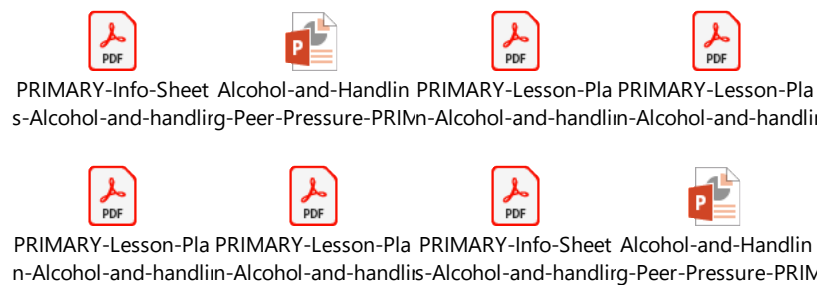 PDF P PDF PDF
PRIMARY-Info-Sheet Alcohol-and-Handlin PRIMARY-Lesson-Pla PRIMARY-Lesson-Pla
s-Alcohol-and-handling-Peer-Pressure-PRIMn-Alcohol-and-handlin-Alcohol-and-handlin
PDF PDF PDF P
PRIMARY-Lesson-Pla PRIMARY-Lesson-Pla PRIMARY-Info-Sheet Alcohol-and-Handlin
n-Alcohol-and-handlin-Alcohol-and-handlis-Alcohol-and-handlirg-Peer-Pressure-PRIM